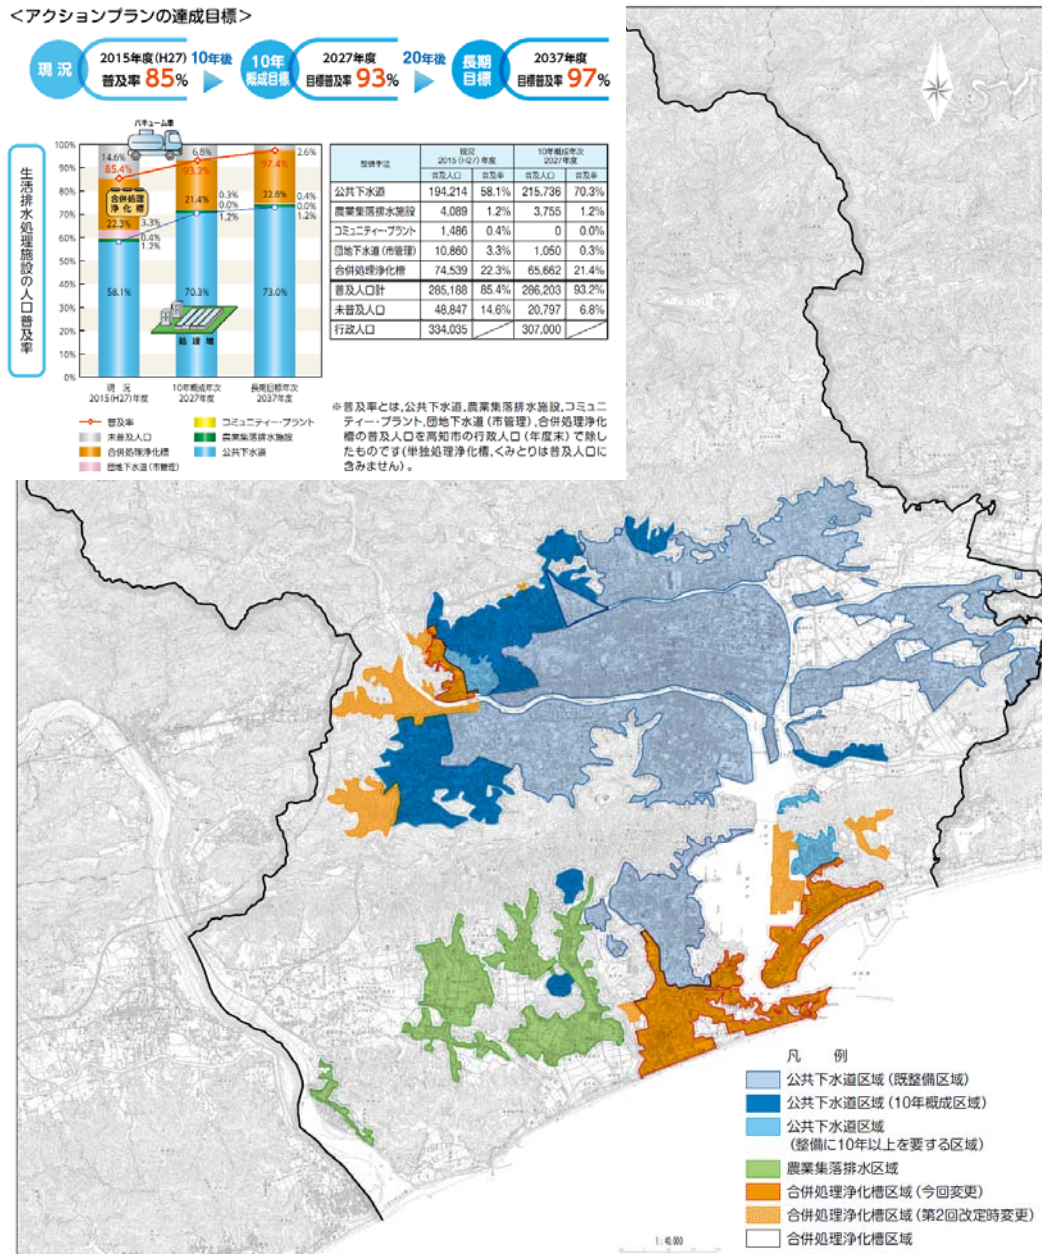 ＜アクションプランの達成目標＞
現 況
2015年度(H27)
普及率 85%
10年後
10年
概成目標
2027年度
目標普及率 93%
20年後
長期
目標
2037年度
目標普及率 97%
生活排水処理施設の人口普及率
バキューム車
合併処理
浄化槽
処 理 場
100%
90%
80%
70%
60%
50%
40%
30%
20%
10%
0%
14.6%
85.4%
22.3%
3.3%
0.4%
1.2%
58.1%
6.8%
93.2%
21.4%
0.3%
0.0%
1.2%
70.3%
2.6%
97.4%
22.8%
0.4%
0.0%
1.2%
73.0%
現 況
2015(H27)年度
10年概成年次
2027年度
長期目標年次
2037年度
普及率
未普及人口
合併処理浄化槽
団地下水道（市管理）
コミュニティー・プラント
農業集落排水施設
公共下水道
整備手法 現況 2015(H27)年度 10年概成年次 2027年度
普及人口 普及率 普及人口 普及率
公共下水道 194,214 58.1% 215,736 70.3%
農業集落排水施設 4,089 1.2% 3,755 1.2%
コミュニティー・プラント 1,486 0.4% 0 0.0%
団地下水道（市管理） 10,860 3.3% 1,050 0.3%
合併処理浄化槽 74,539 22.3% 65,662 21.4%
普及人口計 285,188 85.4% 286,203 93.2%
未普及人口 48,847 14.6% 20,797 6.8%
行政人口 334,035 307,000
※普及率とは,公共下水道,農業集落排水施設,コミュニ
ティー・プラント,団地下水道（市管理）,合併処理浄化
槽の普及人口を高知市の行政人口（年度末）で除し
たものです(単独処理浄化槽,くみとりは普及人口に
含みません)。
凡 例
公共下水道区域（既整備区域）
公共下水道区域（10年概成区域）
公共下水道区域
（整備に10年以上を要する区域）
農業集落排水区域
合併処理浄化槽区域（今回変更）
合併処理浄化槽区域（第2回改定時変更）
合併処理浄化槽区域
1：40,000